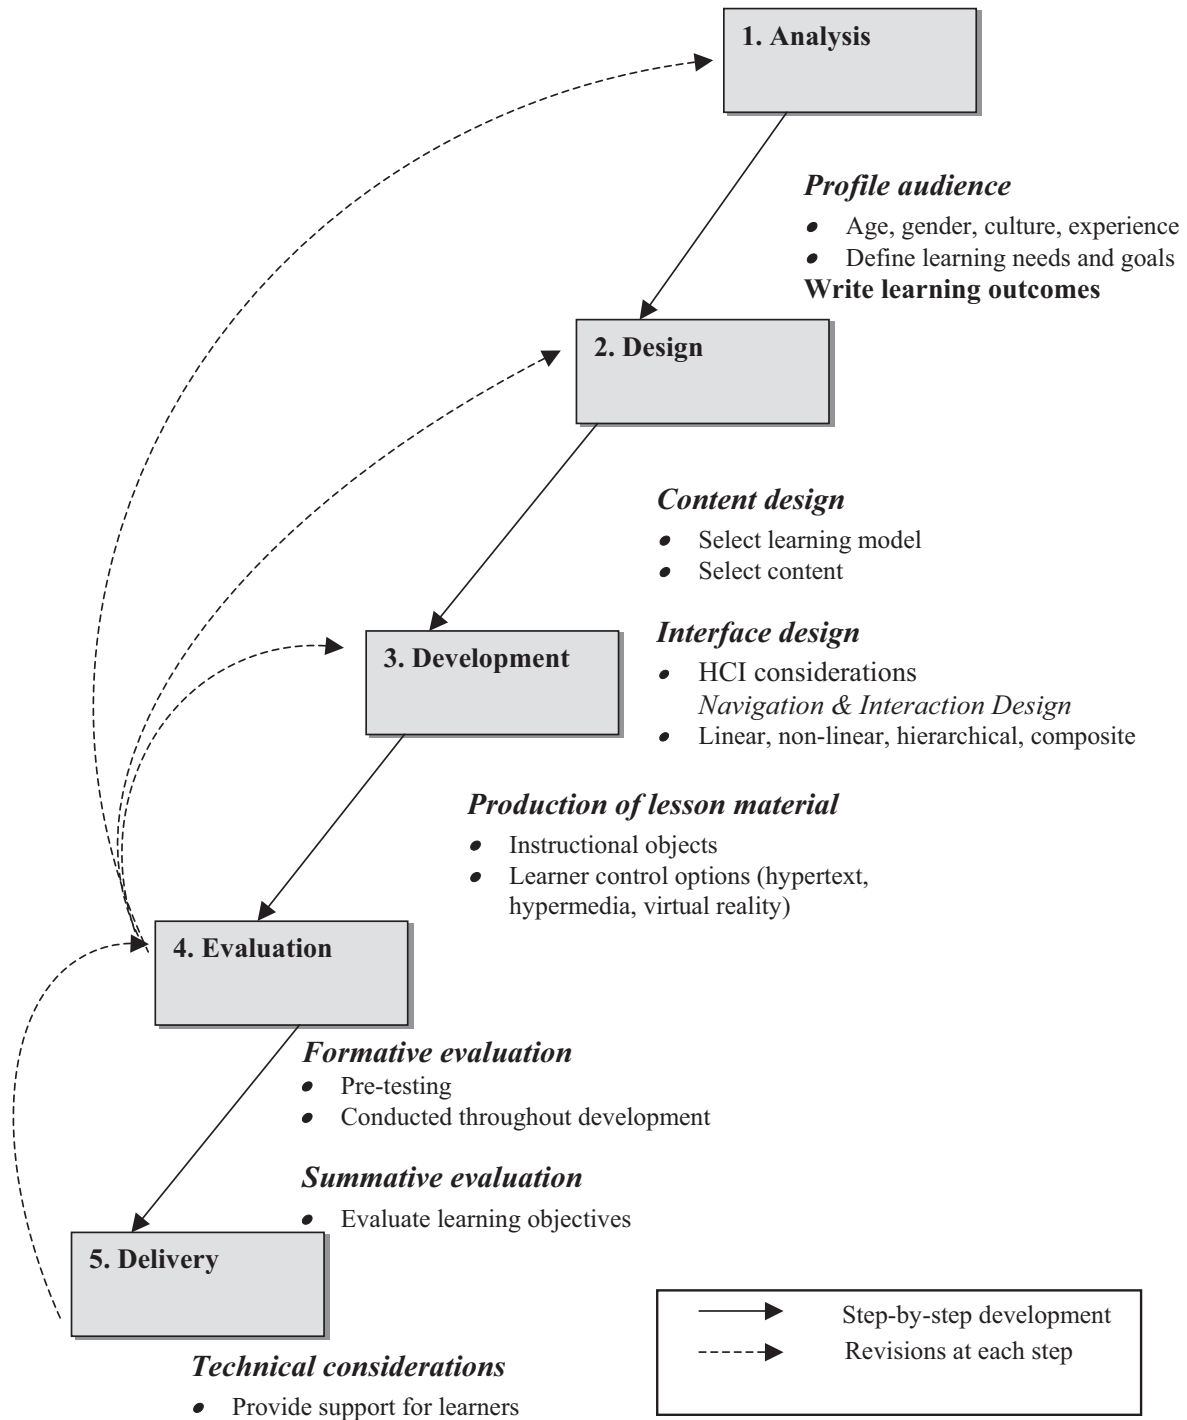 1. Analysis
Profile audience
• Age, gender, culture, experience
• Define learning needs and goals
Write learning outcomes
2. Design
Content design
• Select learning model
• Select content
Interface design
• HCI considerations
Navigation & Interaction Design
• Linear, non-linear, hierarchical, composite
3. Development
Production of lesson material
• Instructional objects
• Learner control options (hypertext,
hypermedia, virtual reality)
4. Evaluation
Formative evaluation
• Pre-testing
• Conducted throughout development
Summative evaluation
• Evaluate learning objectives
5. Delivery
Technical considerations
• Provide support for learners
Step-by-step development
Revisions at each step